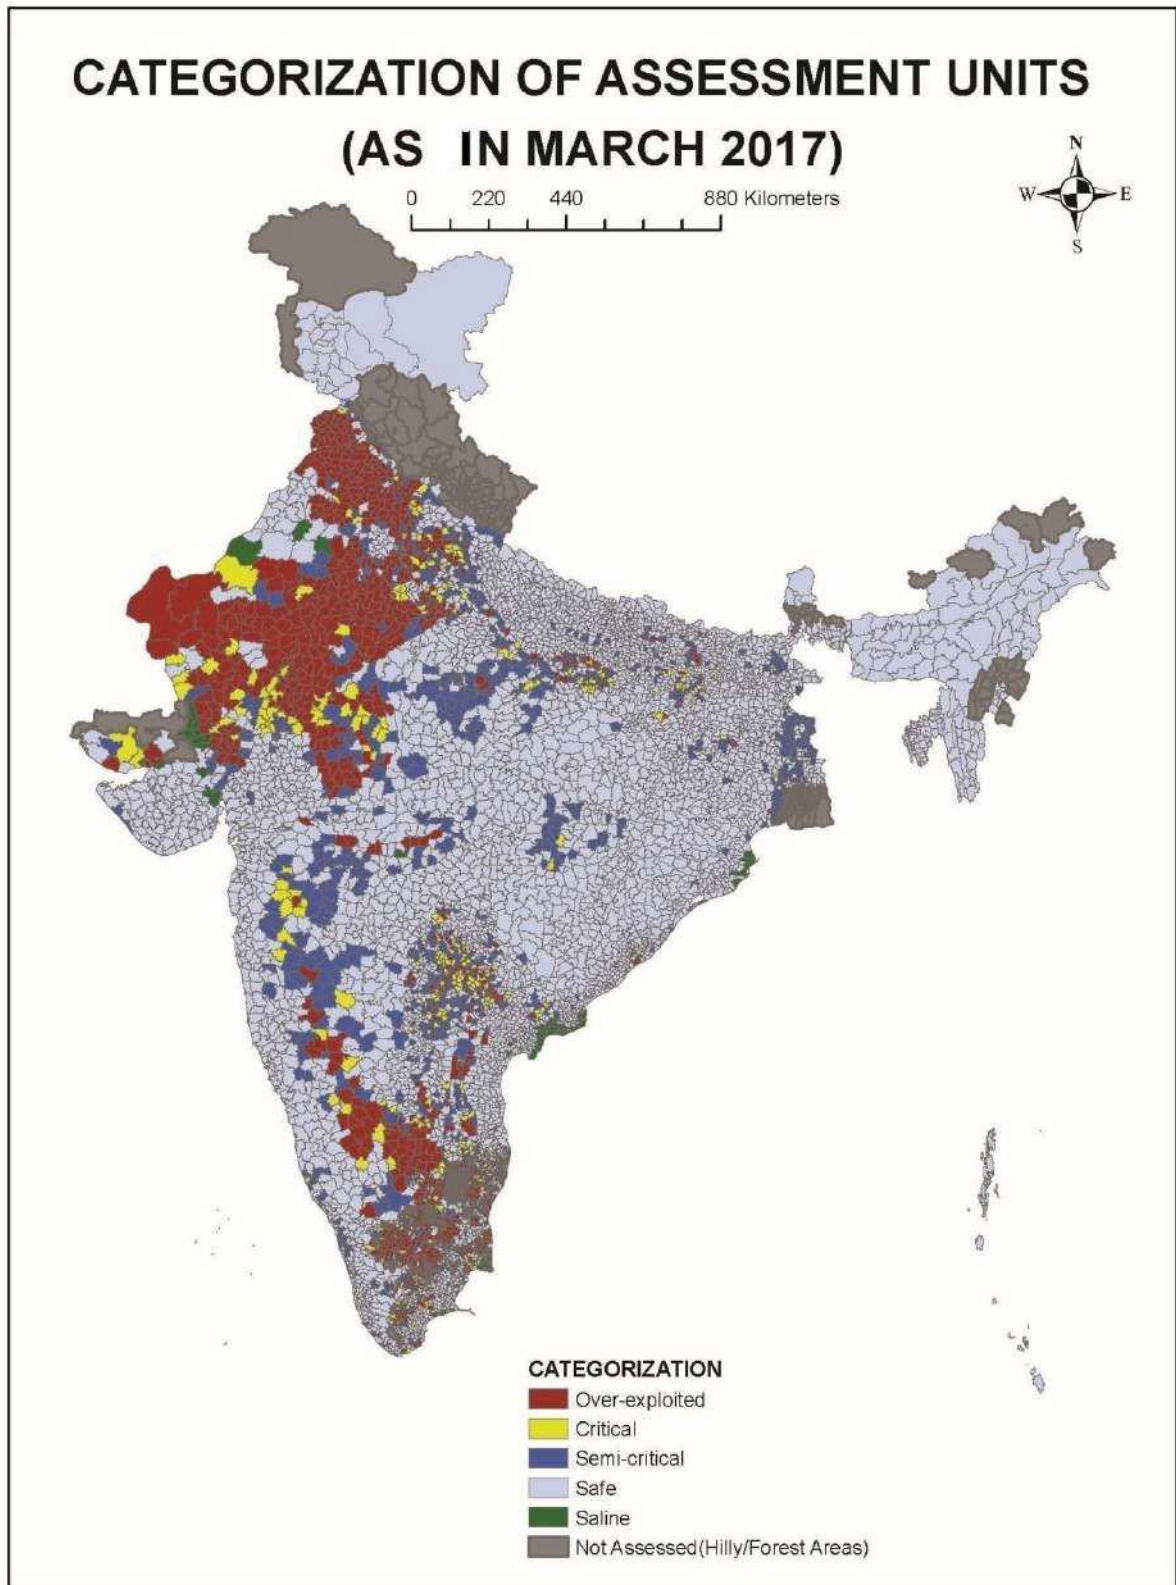 CATEGORIZATION OF ASSESSMENT UNITS
(AS IN MARCH 2017)
N
W E
S
0 220 440 880 Kilometers
CATEGORIZATION
Over-exploited
Critical
Semi-critical
Safe
Saline
Not Assessed(Hilly/Forest Areas)